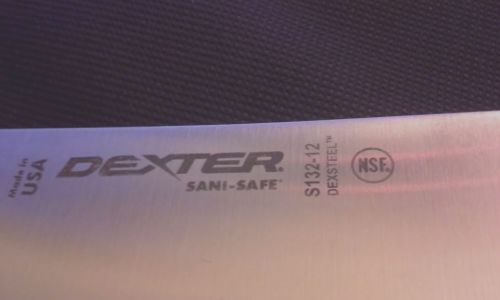 Made in
USA
DEXTER®
SANI-SAFE®
S132-12
DEXSTEEL™
NSF®